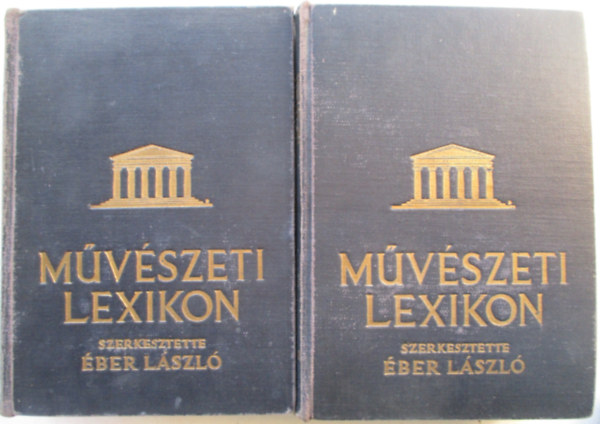 MŰVÉSZETI
LEXIKON
SZERKESZTETTE
ÉBER LÁSZLÓ
MŰVÉSZETI
LEXIKON
SZERKESZTETTE
ÉBER LÁSZLÓ